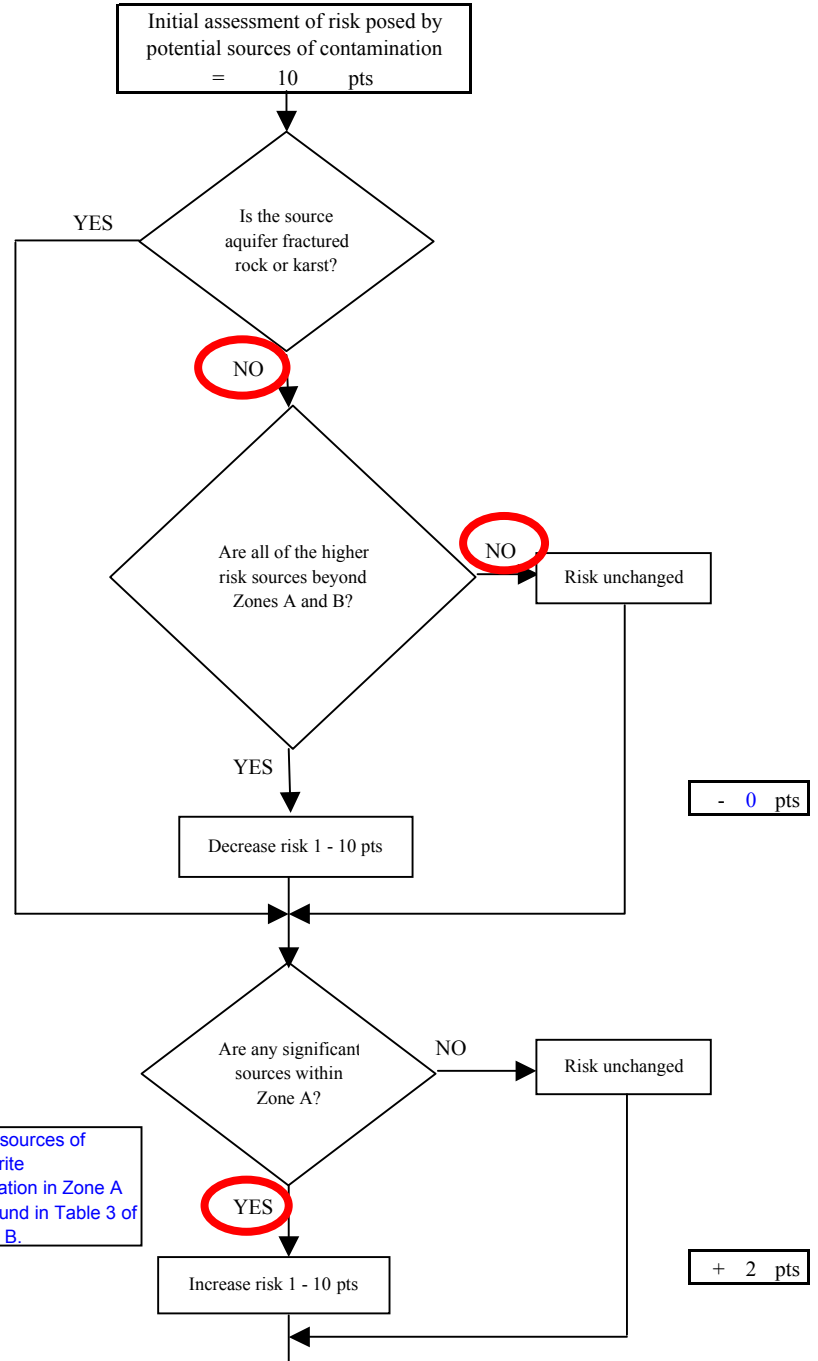 Initial assessment of risk posed by
potential sources of contamination
= 10 pts
YES
Is the source
aquifer fractured
rock or karst?
NO
Are all of the higher
risk sources beyond
Zones A and B?
NO
Risk unchanged
YES
- 0 pts
Decrease risk 1 - 10 pts
Are any significant
sources within
Zone A?
NO
Risk unchanged
sources of
rite
ation in Zone A
und in Table 3 of
B.
YES
+ 2 pts
Increase risk 1 - 10 pts